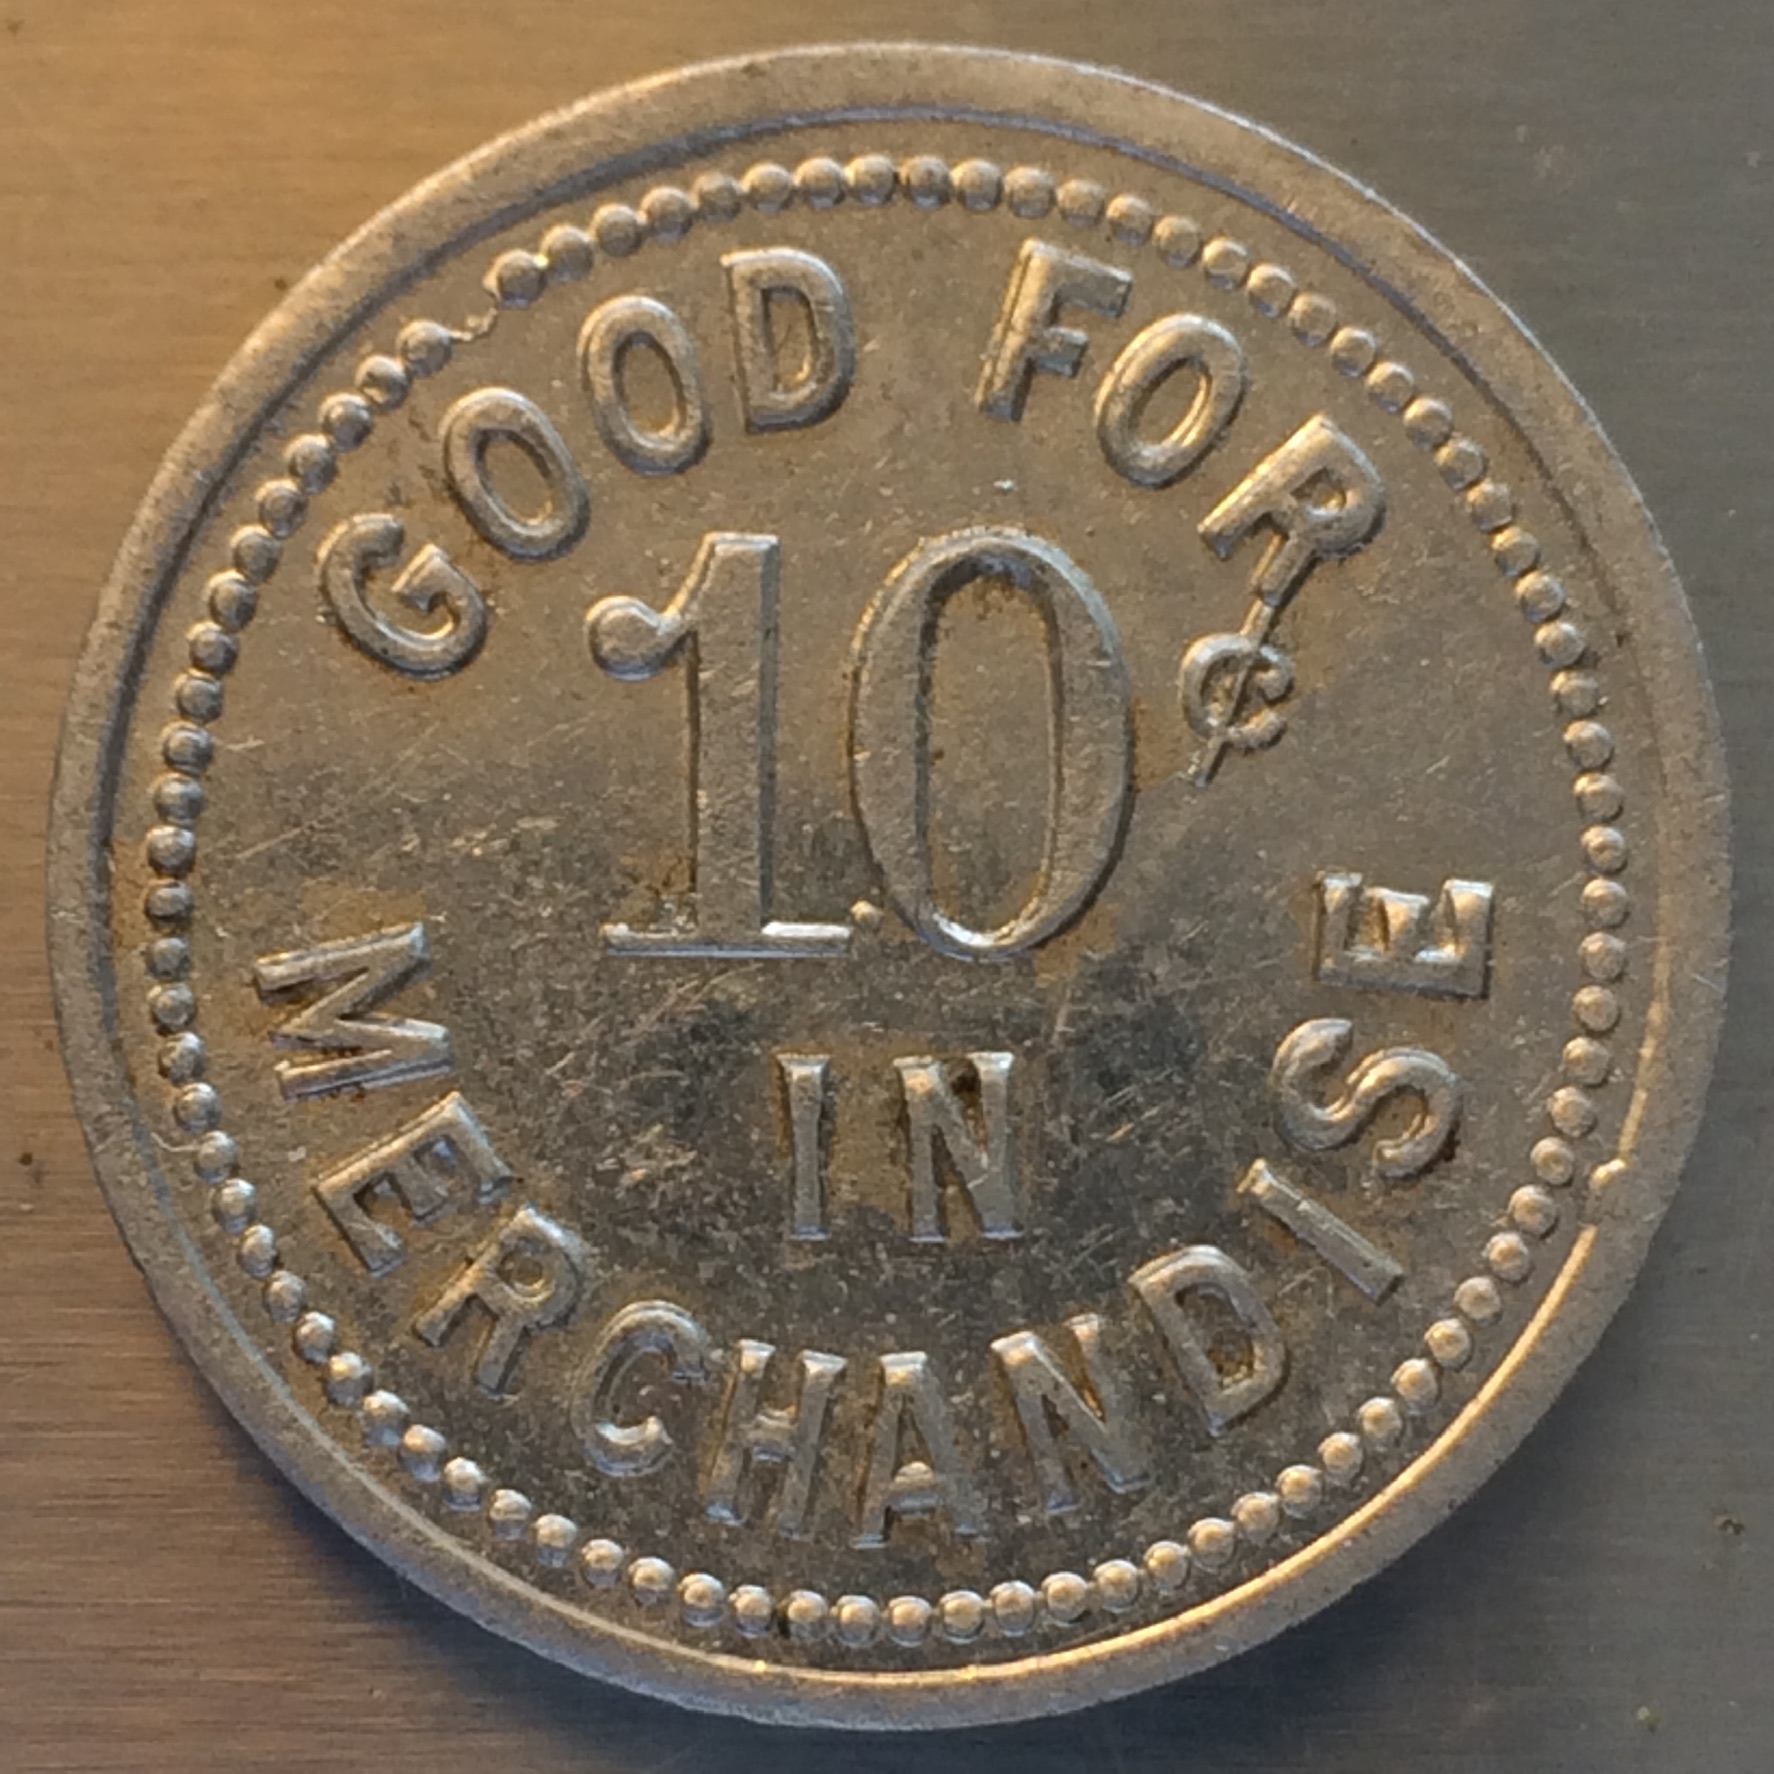 GOOD FOR
10¢
IN
MERCHANDISE